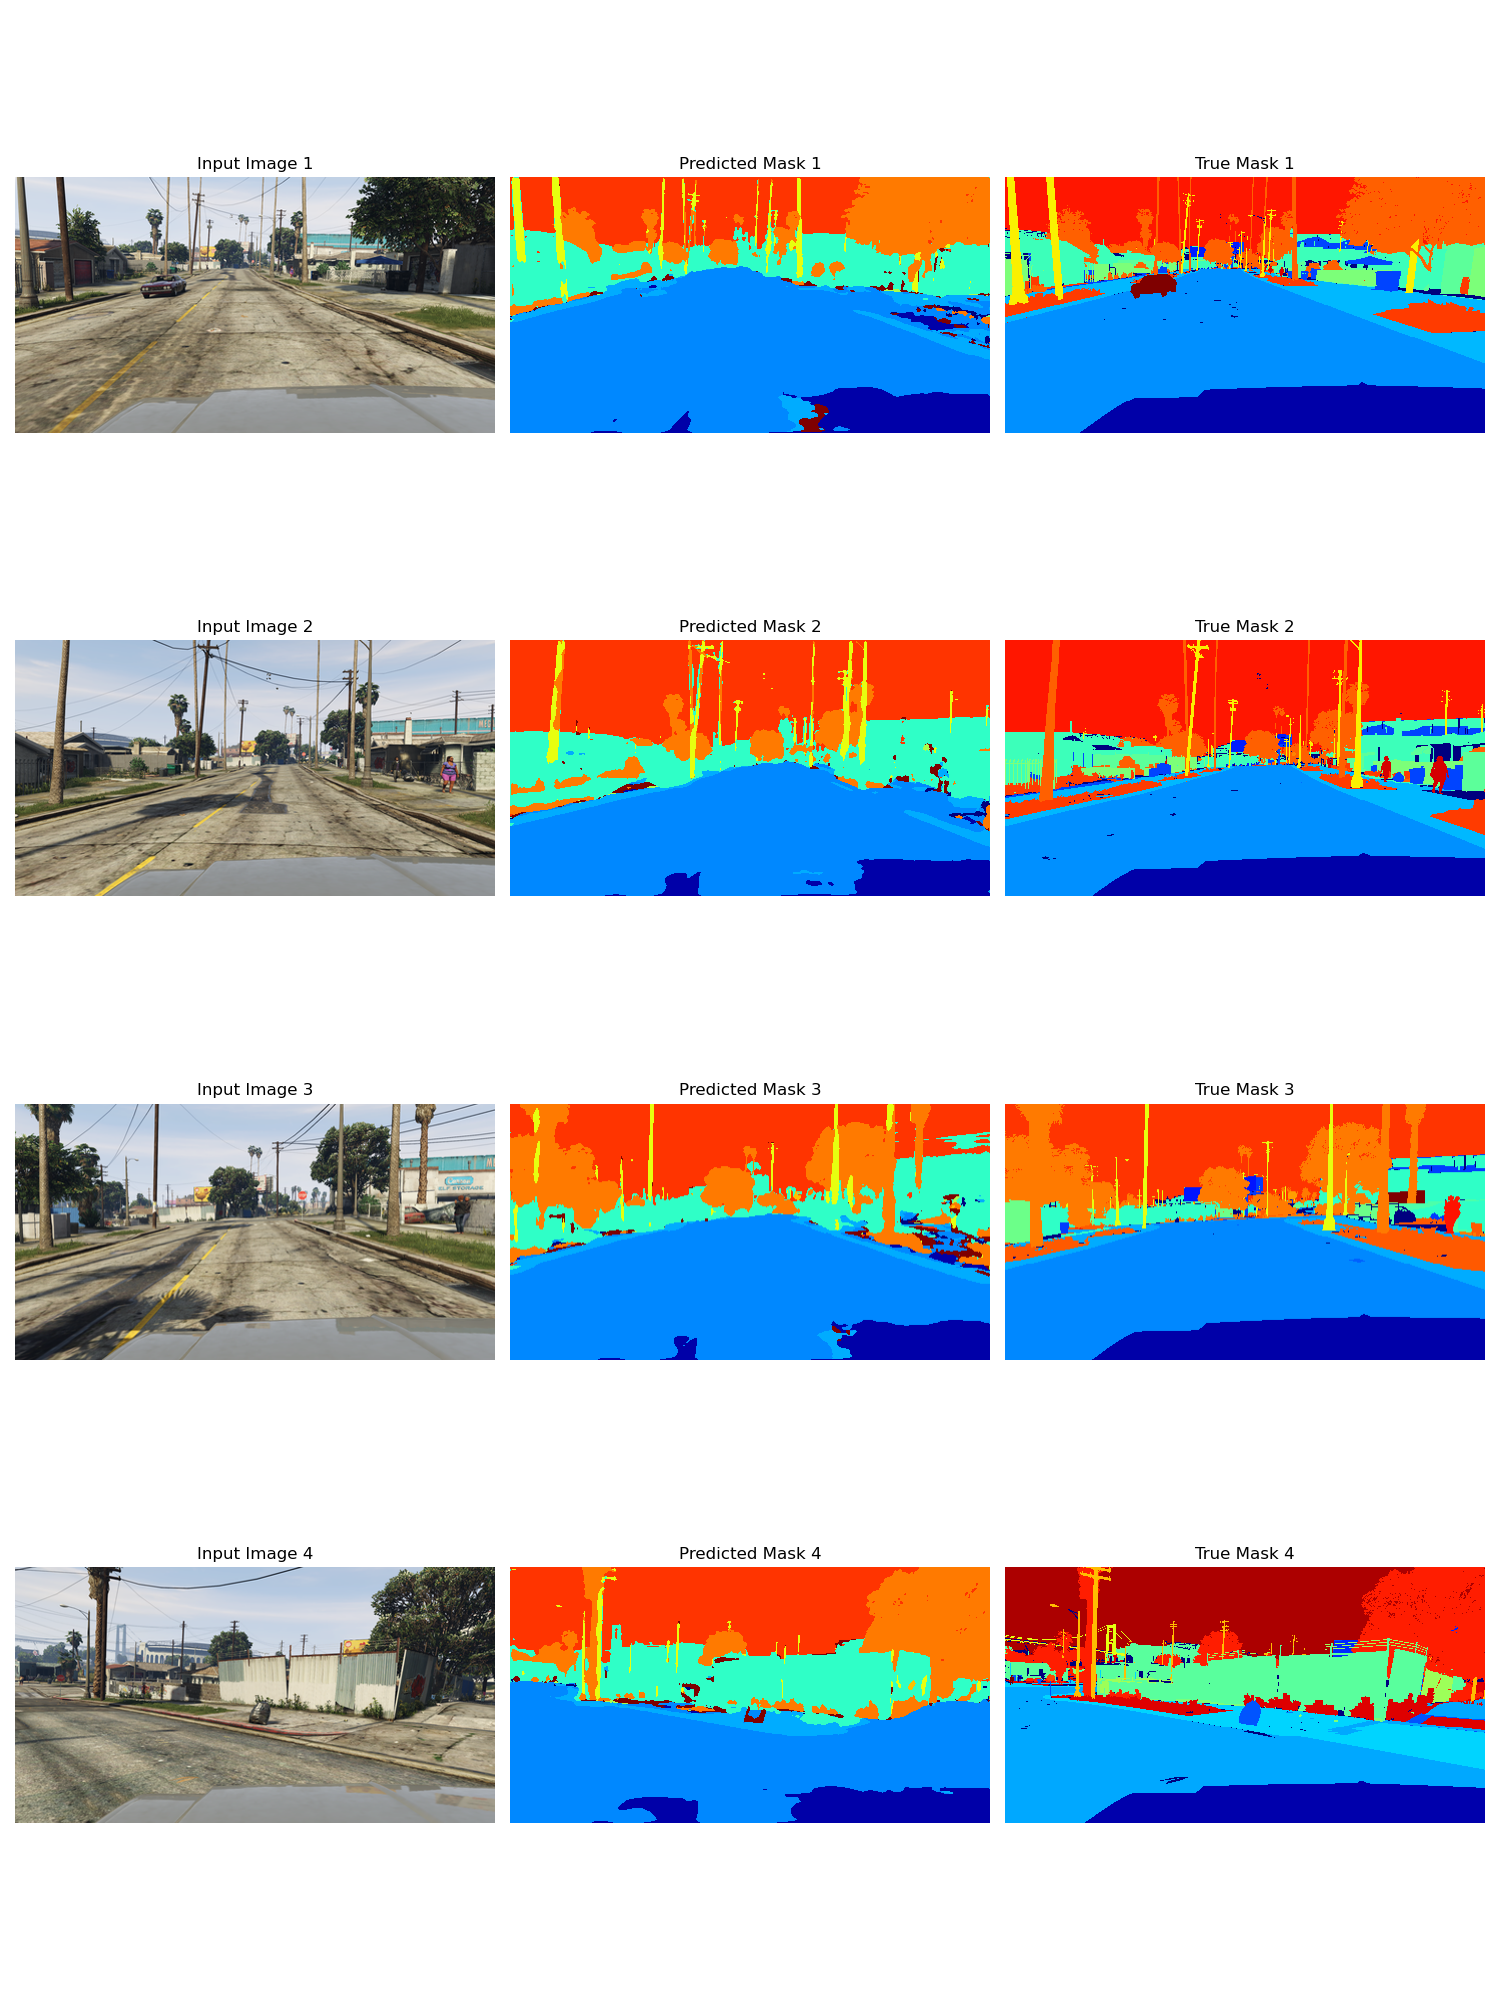 Input Image 1
Predicted Mask 1
True Mask 1
Input Image 2
Predicted Mask 2
True Mask 2
Input Image 3
Predicted Mask 3
True Mask 3
Input Image 4
Predicted Mask 4
True Mask 4